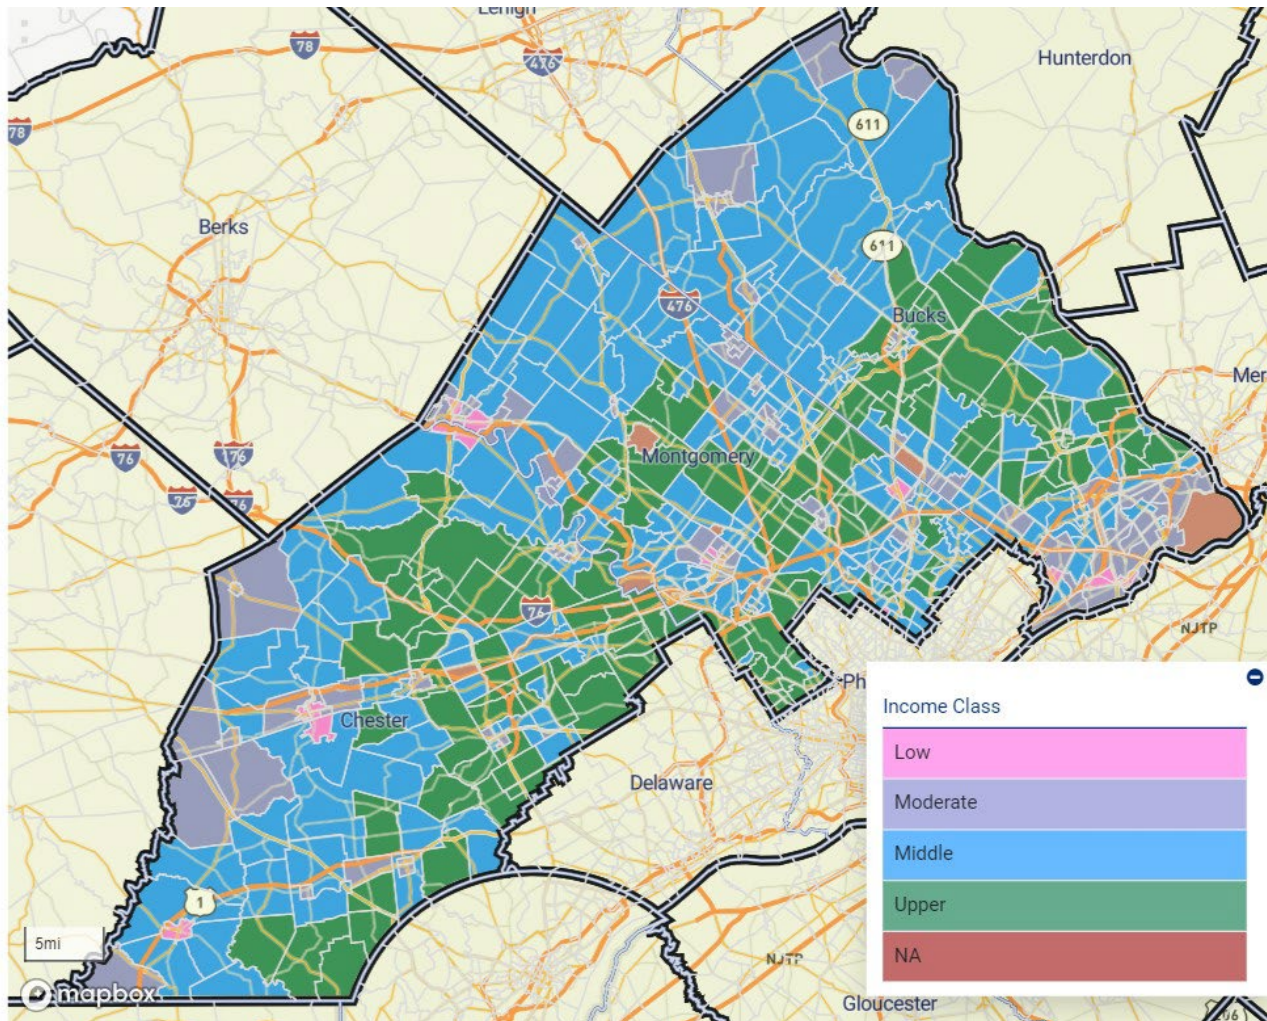 Lehigh
78
476
Hunterdon
611
78
Berks
611
476
Bucks
Mer
Montgomery
76
176
76
76
76
NJTP
Ph
Chester
Income Class
Low
Delaware
Moderate
Middle
1
Upper
5mi
NA
NJTP
mapbox
Gloucester
206